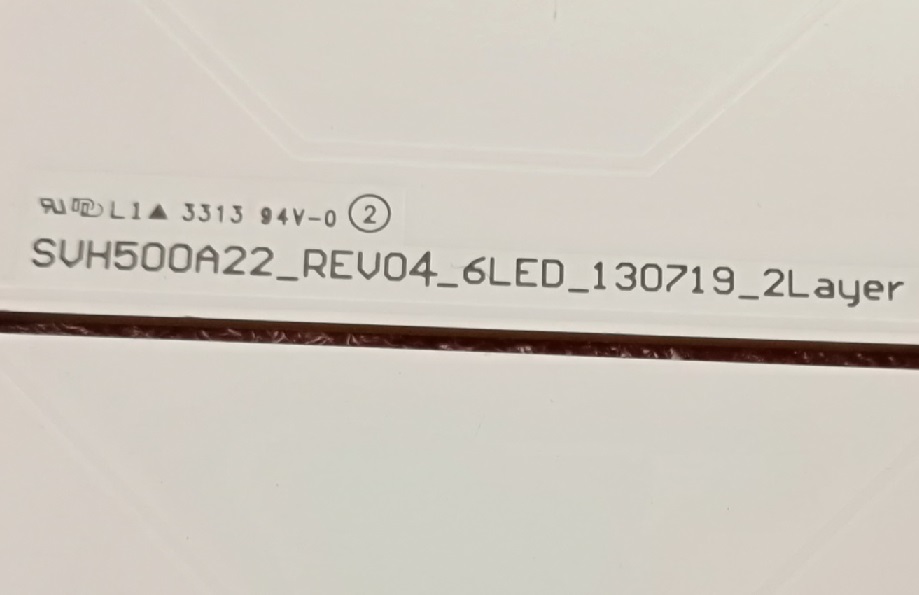 L1▲ 3313 94V-0 ②
SVH500A22_REV04_6LED_130719_2Layer